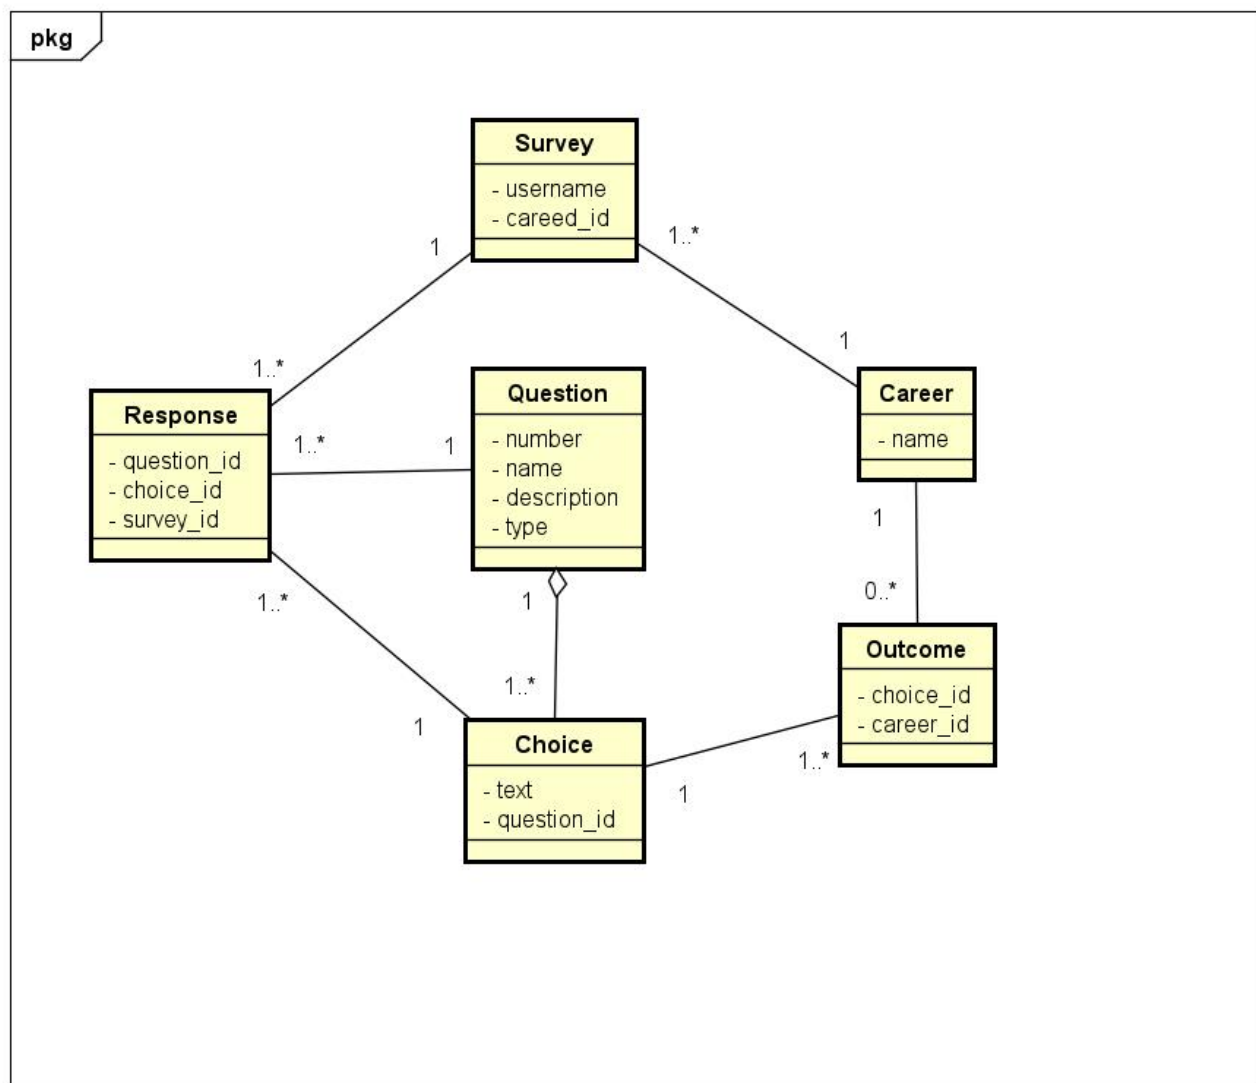 pkg
Survey
- username
- careed_id
1
1..*
1
1..*
Response
- question_id
- choice_id
- survey_id
Question
- number
- name
- description
- type
Career
- name
1..*
1
1
0..*
1..*
1
1..*
1
Outcome
- choice_id
- career_id
Choice
- text
- question_id
1
1..*